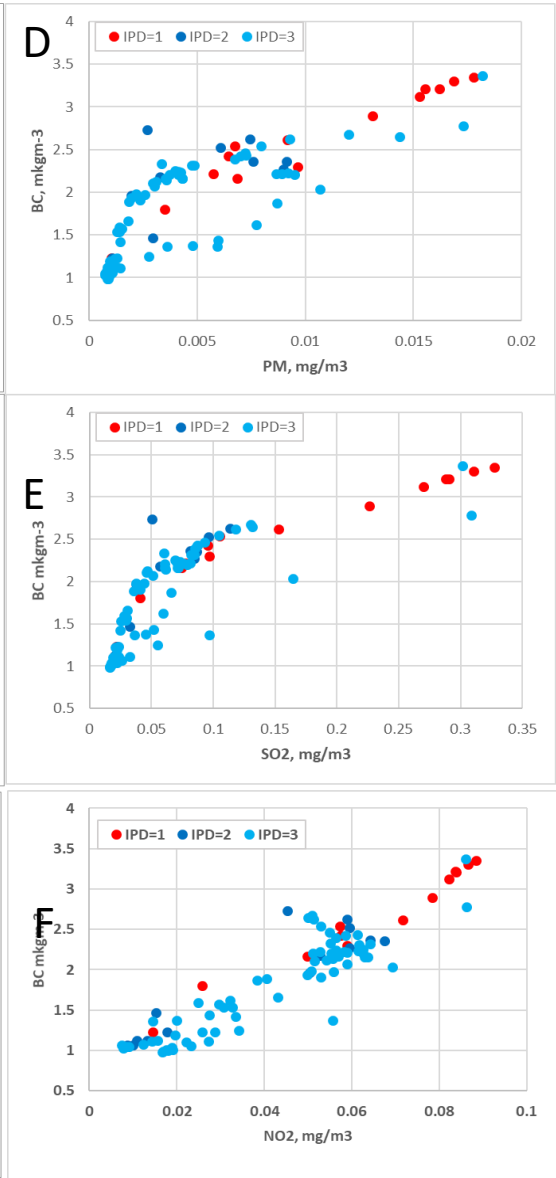 D
IPD=1 IPD=2 IPD=3
4
3.5
3
2.5
2
1.5
1
0.5
BC, mkgm-3
0 0.005 0.01 0.015 0.02
PM, mg/m3
E
IPD=1 IPD=2 IPD=3
4
3.5
3
2.5
2
1.5
1
0.5
BC mkgm-3
0 0.05 0.1 0.15 0.2 0.25 0.3 0.35
SO2, mg/m3
F
IPD=1 IPD=2 IPD=3
4
3.5
3
2.5
2
1.5
1
0.5
BC mkgm-3
0 0.02 0.04 0.06 0.08 0.1
NO2, mg/m3